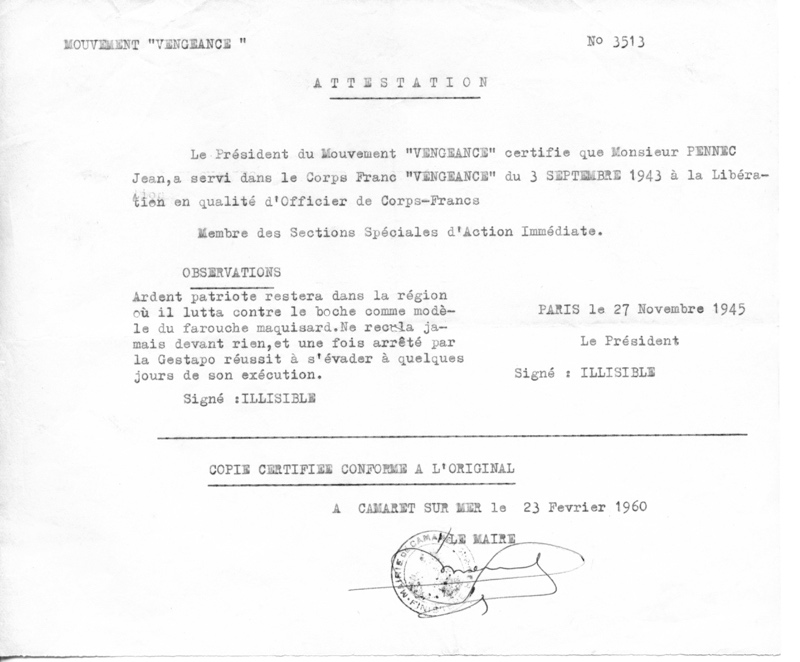 MOUVEMENT "VENGEANCE "
No 3513
ATTESTATION
Le Président du Mouvement "VENGEANCE" certifie que Monsieur PENNEC
Jean,a servi dans le Corps Franc "VENGEANCE" du 3 SEPTEMBRE 1943 à la Libéra-
tien en qualité d'Officier de Corps-Francs
Membre des Sections Spéciales d'Action Immédiate.
OBSERVATIONS
Ardent patriote restera dans la région
où il lutta contre le boche comme modè-
le du farouche maquisard.Ne recula ja-
mais devant rien,et une fois arrêté par
la Gestapo réussit à s'évader à quelques
jours de son exécution.
Signé :ILLISIBLE
PARIS le 27 Novembre 1945
Le Président
Signé : ILLISIBLE
COPIE CERTIFIEE CONFORME A L'ORIGINAL
A CAMARET SUR MER le 23 Fevrier 1960
LE MAIRE